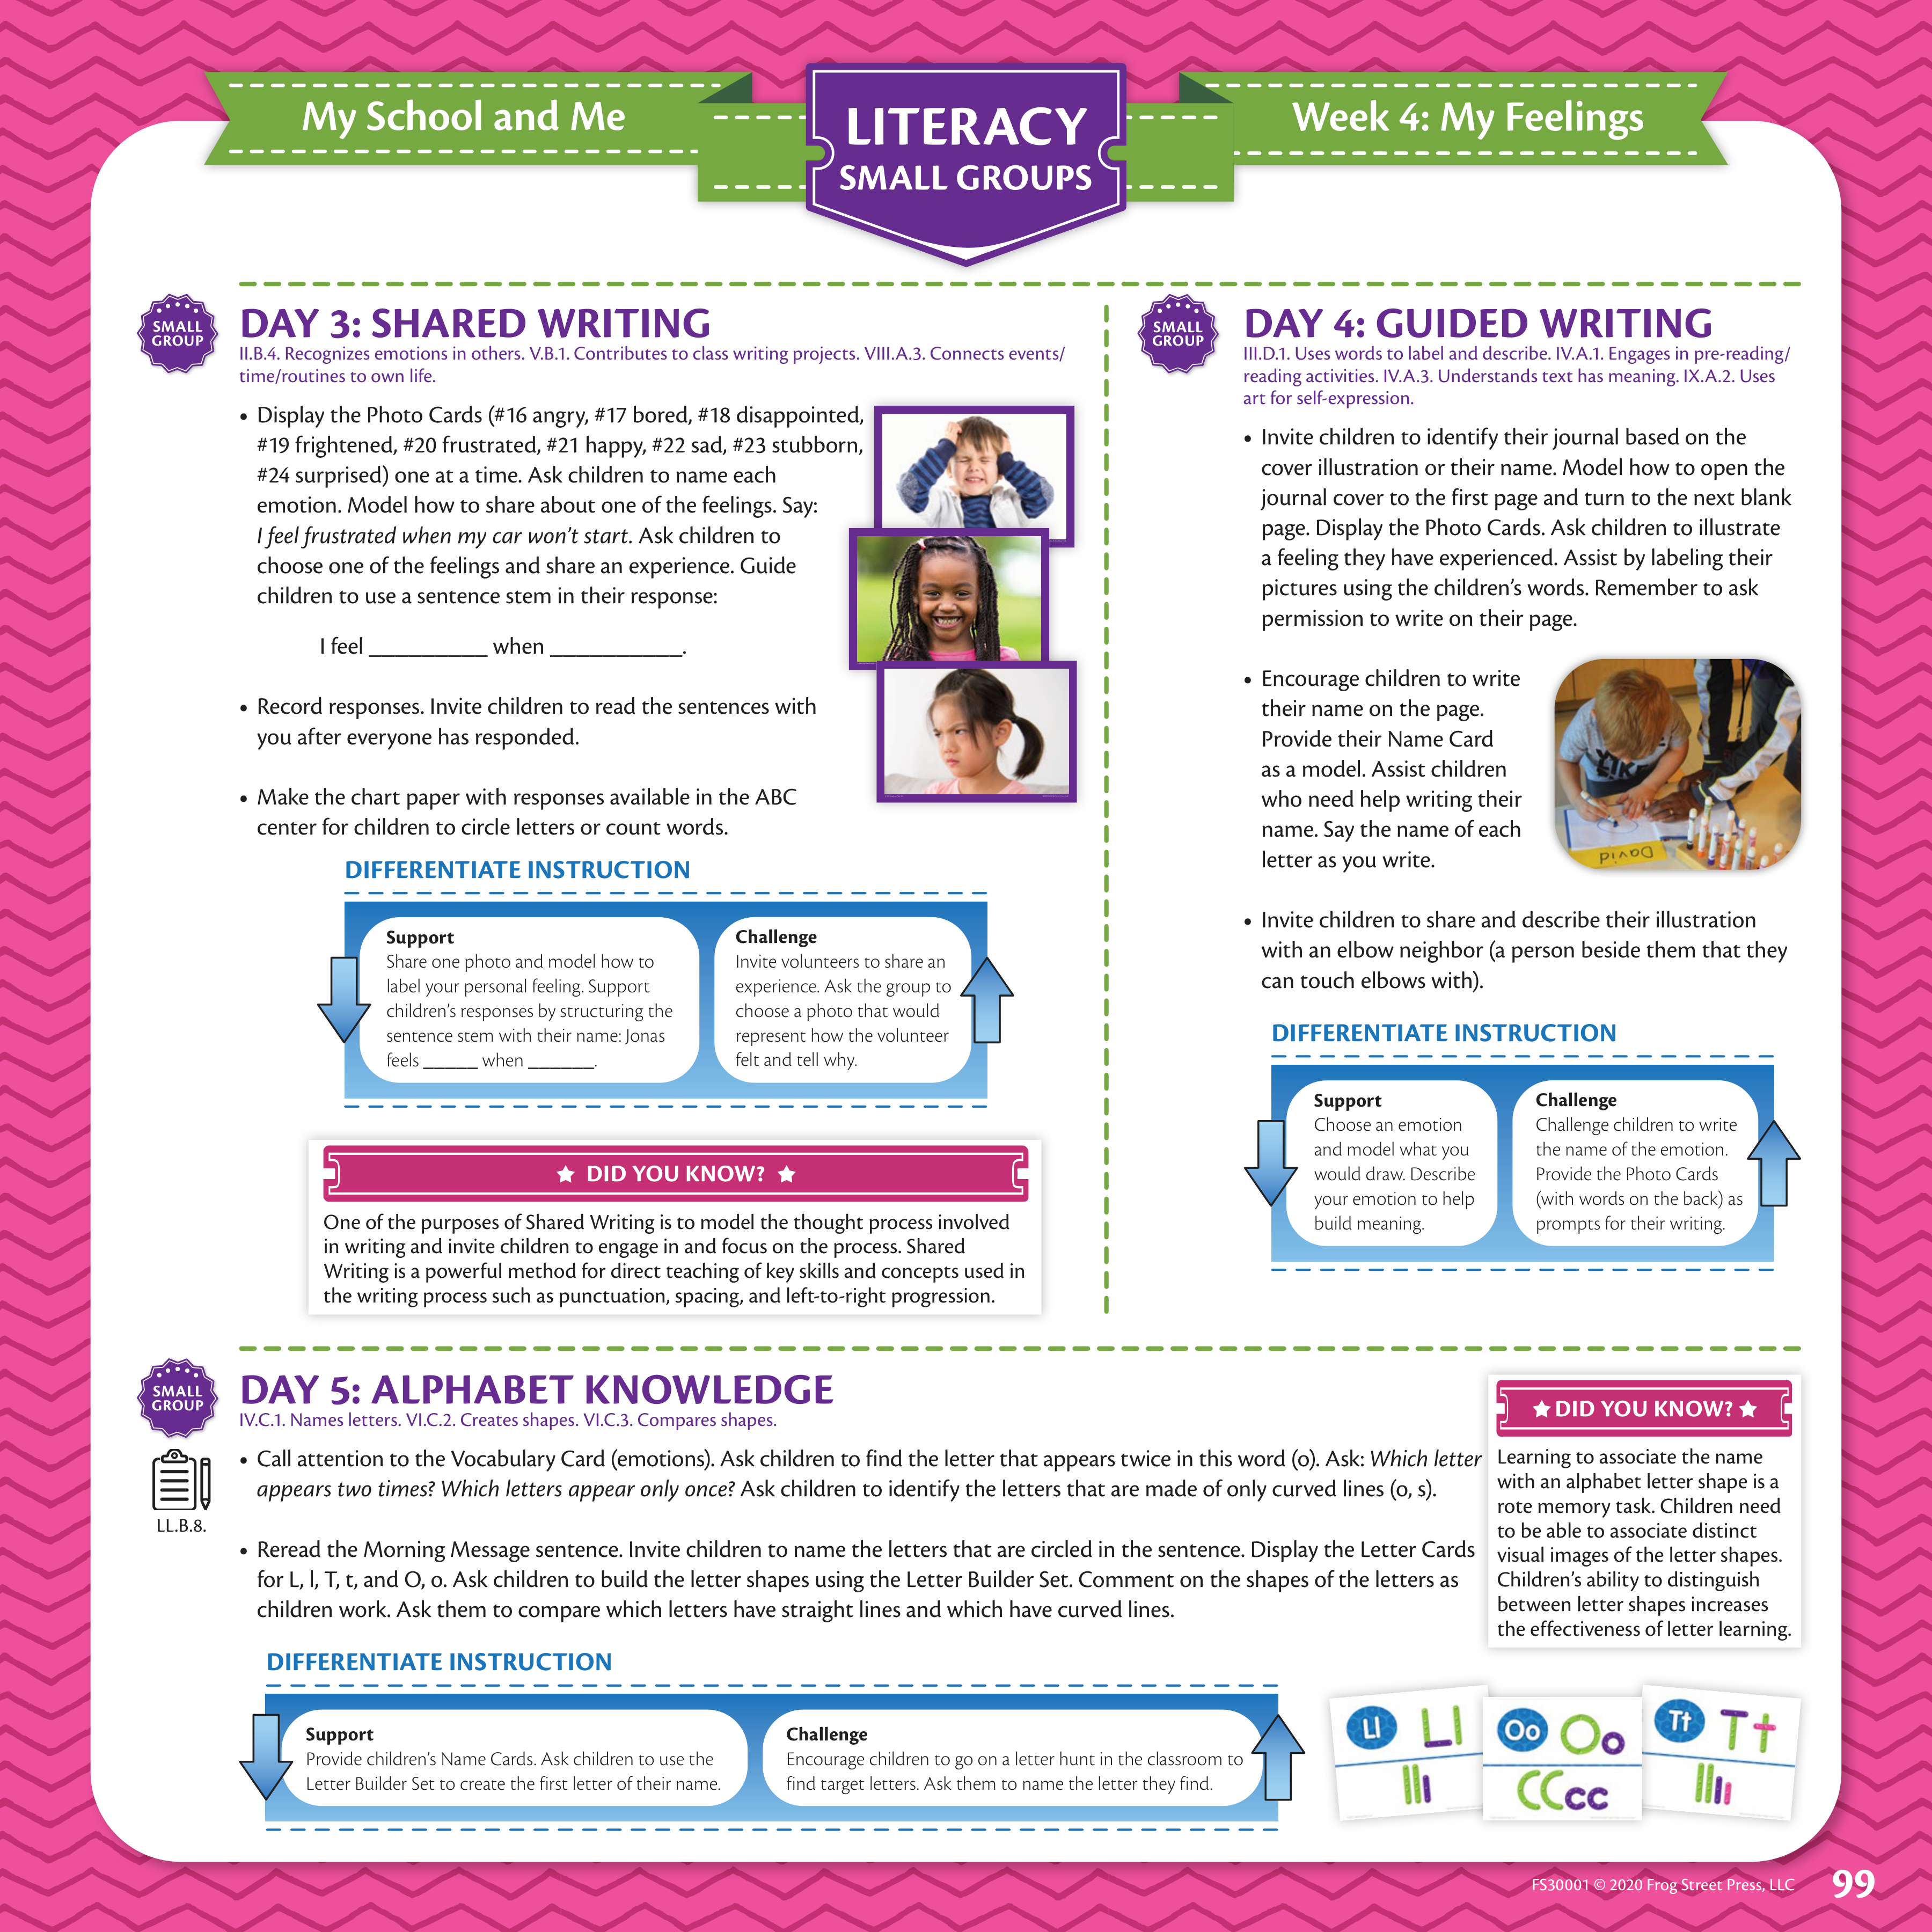 My School and Me
LITERACY
SMALL GROUPS
Week 4: My Feelings
SMALL
GROUP
DAY 3: SHARED WRITING
II.B.4. Recognizes emotions in others. V.B.1. Contributes to class writing projects. VIII.A.3. Connects events/
time/routines to own life.
• Display the Photo Cards (#16 angry, #17 bored, #18 disappointed,
#19 frightened, #20 frustrated, #21 happy, #22 sad, #23 stubborn,
#24 surprised) one at a time. Ask children to name each
emotion. Model how to share about one of the feelings. Say:
I feel frustrated when my car won't start. Ask children to
choose one of the feelings and share an experience. Guide
children to use a sentence stem in their response:
I feel __________ when ___________.
• Record responses. Invite children to read the sentences with
you after everyone has responded.
• Make the chart paper with responses available in the ABC
center for children to circle letters or count words.
DIFFERENTIATE INSTRUCTION
Support
Share one photo and model how to
label your personal feeling. Support
children's responses by structuring the
sentence stem with their name: Jonas
feels _____ when ______.
Challenge
Invite volunteers to share an
experience. Ask the group to
choose a photo that would
represent how the volunteer
felt and tell why.
DID YOU KNOW?
One of the purposes of Shared Writing is to model the thought process involved
in writing and invite children to engage in and focus on the process. Shared
Writing is a powerful method for direct teaching of key skills and concepts used in
the writing process such as punctuation, spacing, and left-to-right progression.
SMALL
GROUP
DAY 4: GUIDED WRITING
III.D.1. Uses words to label and describe. IV.A.1. Engages in pre-reading/
reading activities. IV.A.3. Understands text has meaning. IX.A.2. Uses
art for self-expression.
• Invite children to identify their journal based on the
cover illustration or their name. Model how to open the
journal cover to the first page and turn to the next blank
page. Display the Photo Cards. Ask children to illustrate
a feeling they have experienced. Assist by labeling their
pictures using the children's words. Remember to ask
permission to write on their page.
• Encourage children to write
their name on the page.
Provide their Name Card
as a model. Assist children
who need help writing their
name. Say the name of each
letter as you write.
David
• Invite children to share and describe their illustration
with an elbow neighbor (a person beside them that they
can touch elbows with).
DIFFERENTIATE INSTRUCTION
Support
Choose an emotion
and model what you
would draw. Describe
your emotion to help
build meaning.
Challenge
Challenge children to write
the name of the emotion.
Provide the Photo Cards
(with words on the back) as
prompts for their writing.
SMALL
GROUP
DAY 5: ALPHABET KNOWLEDGE
IV.C.1. Names letters. VI.C.2. Creates shapes. VI.C.3. Compares shapes.
LL.B.8.
• Call attention to the Vocabulary Card (emotions). Ask children to find the letter that appears twice in this word (o). Ask: Which letter
appears two times? Which letters appear only once? Ask children to identify the letters that are made of only curved lines (o, s).
• Reread the Morning Message sentence. Invite children to name the letters that are circled in the sentence. Display the Letter Cards
for L, l, T, t, and O, o. Ask children to build the letter shapes using the Letter Builder Set. Comment on the shapes of the letters as
children work. Ask them to compare which letters have straight lines and which have curved lines.
DID YOU KNOW?
Learning to associate the name
with an alphabet letter shape is a
rote memory task. Children need
to be able to associate distinct
visual images of the letter shapes.
Children's ability to distinguish
between letter shapes increases
the effectiveness of letter learning.
DIFFERENTIATE INSTRUCTION
Support
Provide children's Name Cards. Ask children to use the
Letter Builder Set to create the first letter of their name.
Challenge
Encourage children to go on a letter hunt in the classroom to
find target letters. Ask them to name the letter they find.
Ll Ll
Oo Oo
CCcc
Tt Tt
FS30001 © 2020 Frog Street Press, LLC 99